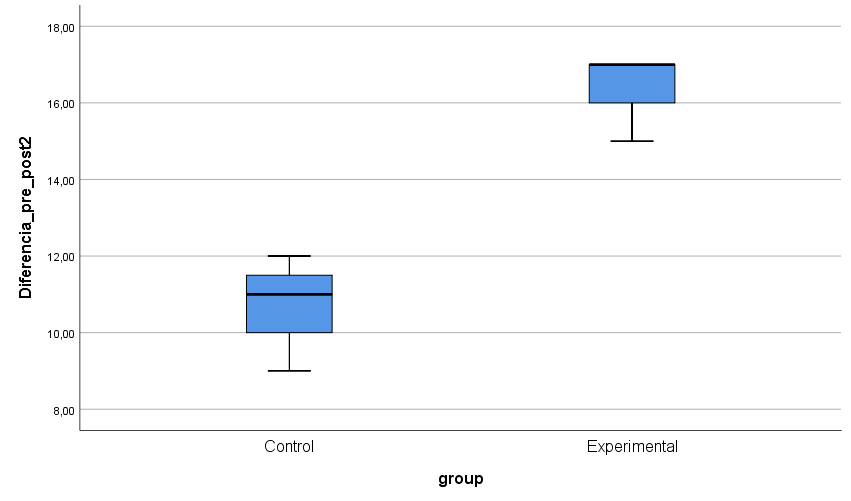 Diferencia_pre_post2
18,00
16,00
14,00
12,00
10,00
8,00
Control
Experimental
group